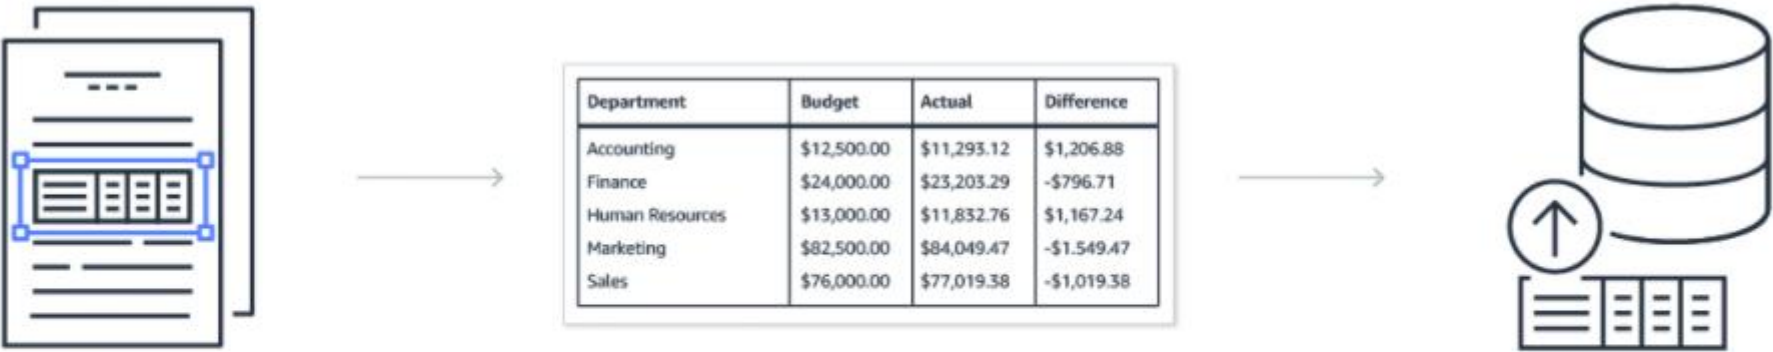 Department Budget Actual Difference
Accounting $12,500.00 $11,293.12 $1,206.88
Finance $24,000.00 $23,203.29 -$796.71
Human Resources $13,000.00 $11,832.76 $1,167.24
Marketing $82,500.00 $84,049.47 -$1.549.47
Sales $76,000.00 $77,019.38 -$1,019.38